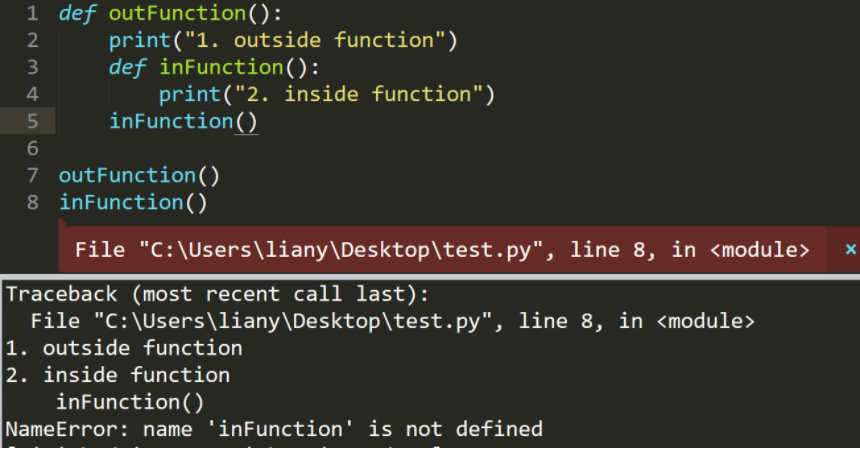 1 def outFunction():
2     print("1. outside function")
3     def inFunction():
4         print("2. inside function")
5     inFunction()
6
7 outFunction()
8 inFunction()
File "C:\Users\liany\Desktop\test.py", line 8, in <module> ×
Traceback (most recent call last):
  File "C:\Users\liany\Desktop\test.py", line 8, in <module>
1. outside function
2. inside function
    inFunction()
NameError: name 'inFunction' is not defined